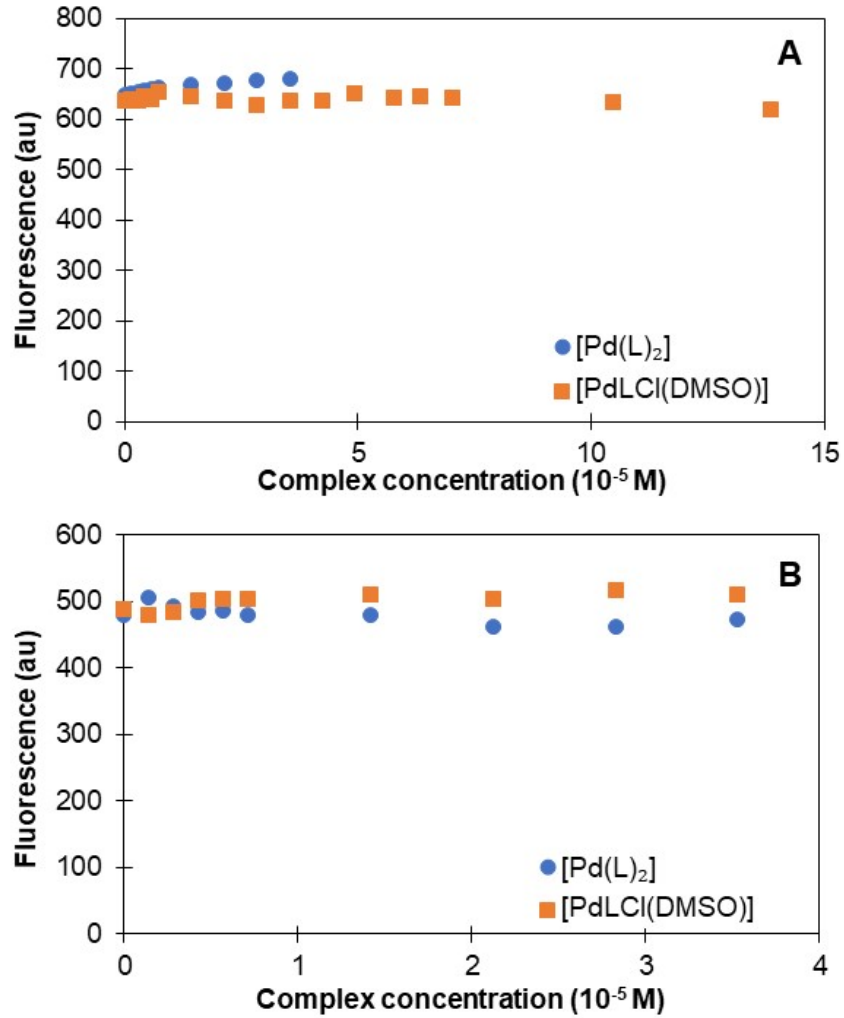 800
A
700
600
500
400
300
200
100
0
Fluorescence (au)
[Pd(L)₂]
[PdLCl(DMSO)]
0 5 10 15
Complex concentration (10⁻⁵ M)
600
B
500
400
300
200
100
0
Fluorescence (au)
[Pd(L)₂]
[PdLCl(DMSO)]
0 1 2 3 4
Complex concentration (10⁻⁵ M)